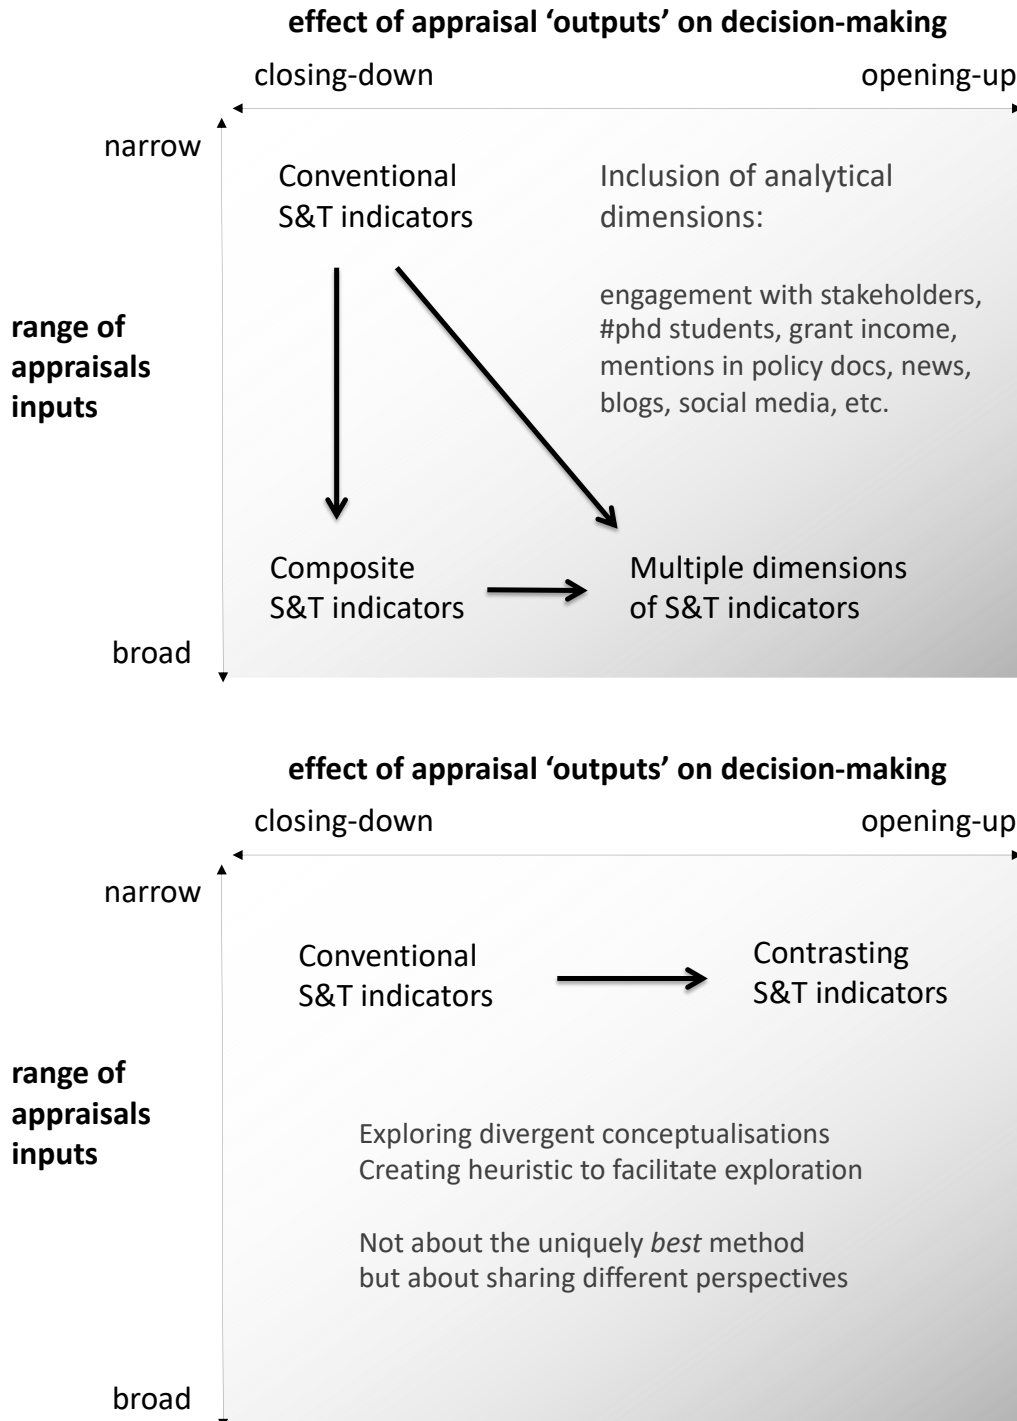 effect of appraisal ‘outputs’ on decision-making
closing-down
opening-up
narrow
Conventional
S&T indicators
Inclusion of analytical
dimensions:
engagement with stakeholders,
#phd students, grant income,
mentions in policy docs, news,
blogs, social media, etc.
range of
appraisals
inputs
Composite
S&T indicators
Multiple dimensions
of S&T indicators
broad
effect of appraisal ‘outputs’ on decision-making
closing-down
opening-up
narrow
Conventional
S&T indicators
Contrasting
S&T indicators
range of
appraisals
inputs
Exploring divergent conceptualisations
Creating heuristic to facilitate exploration
Not about the uniquely best method
but about sharing different perspectives
broad